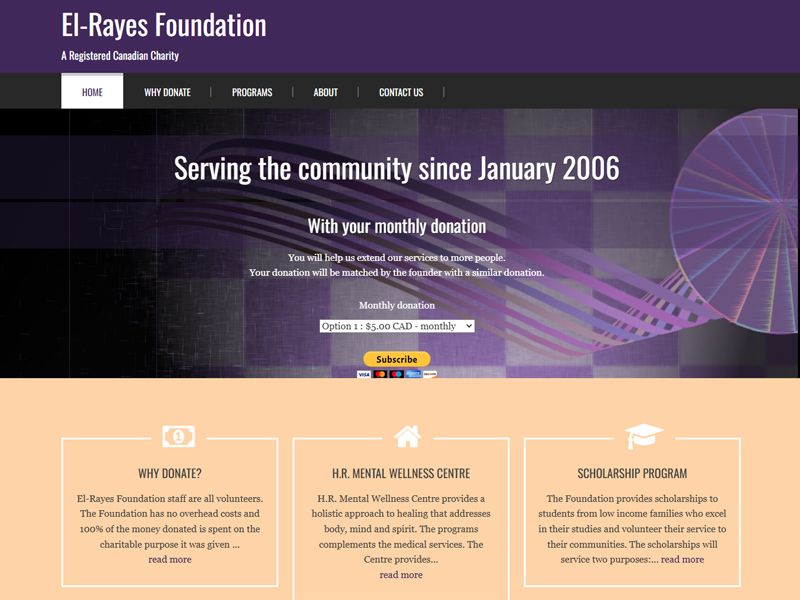 El-Rayes Foundation
A Registered Canadian Charity
HOME
WHY DONATE
PROGRAMS
ABOUT
CONTACT US
Serving the community since January 2006
With your monthly donation
You will help us extend our services to more people.
Your donation will be matched by the founder with a similar donation.
Monthly donation
Option 1 : $5.00 CAD - monthly
Subscribe
VISA
1
WHY DONATE?
El-Rayes Foundation staff are all volunteers.
The Foundation has no overhead costs and
100% of the money donated is spent on the
charitable purpose it was given ...
read more
H.R. MENTAL WELLNESS CENTRE
H.R. Mental Wellness Centre provides a
holistic approach to healing that addresses
body, mind and spirit. The programs
complements the medical services. The
Centre provides...
read more
SCHOLARSHIP PROGRAM
The Foundation provides scholarships to
students from low income families who excel
in their studies and volunteer their service to
their communities. The scholarships will
service two purposes:... read more